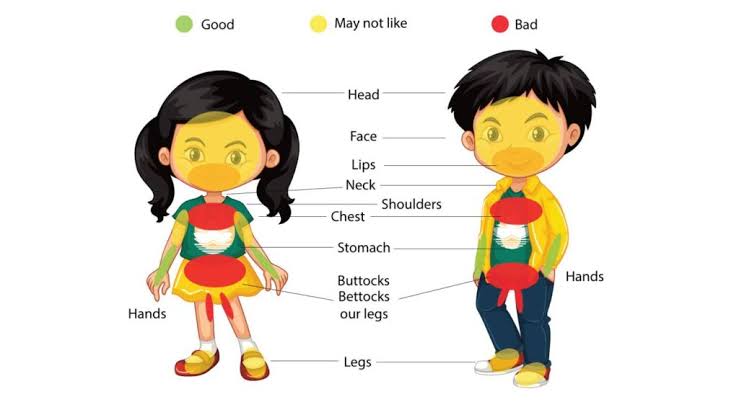 Good
May not like
Bad
Head
Face
Lips
Neck
Shoulders
Chest
Stomach
Buttocks
Bettocks
our legs
Hands
Hands
Legs